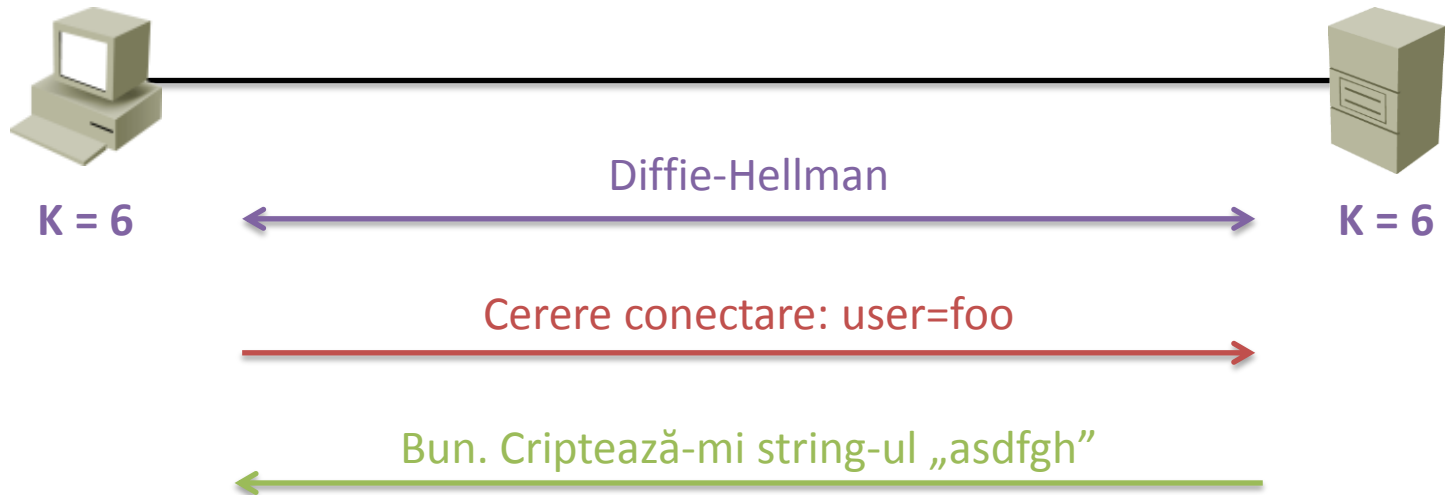 Diffie-Hellman
K = 6
K = 6
Cerere conectare: user=foo
Bun. Criptează-mi string-ul „asdfgh”